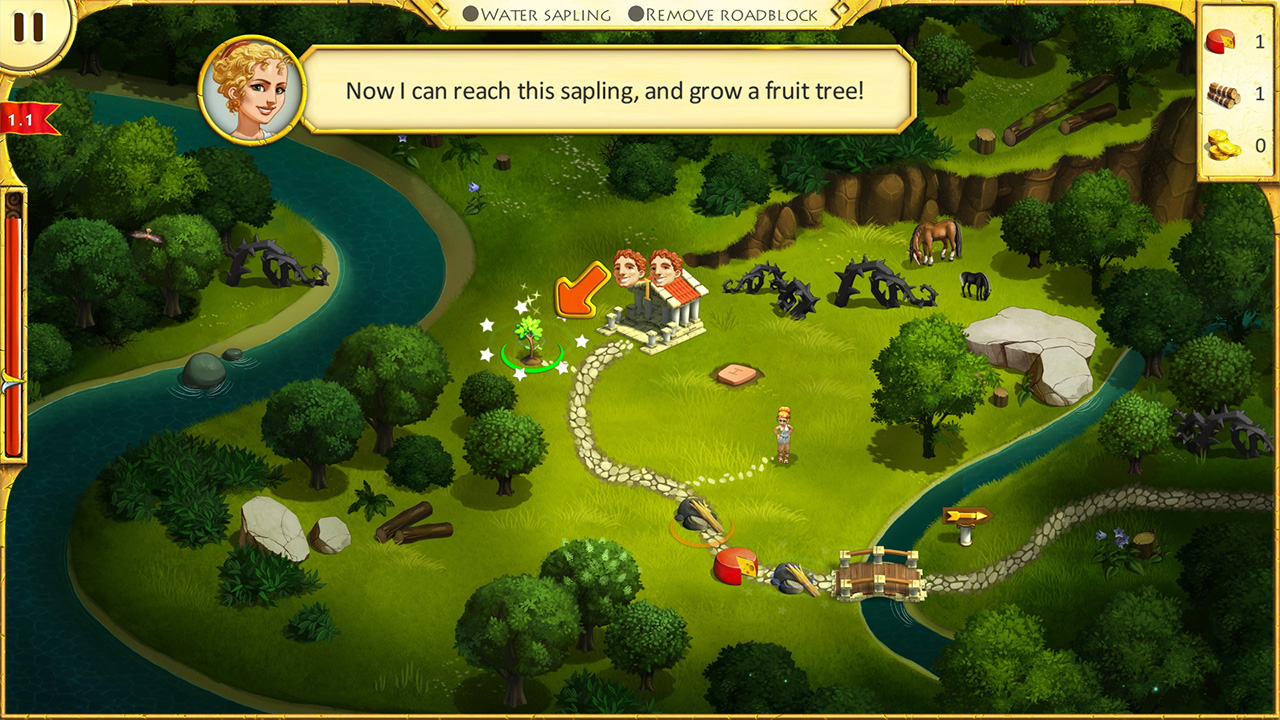 WATER SAPLING REMOVE ROADBLOCK
1
Now I can reach this sapling, and grow a fruit tree!
1
1.1
0